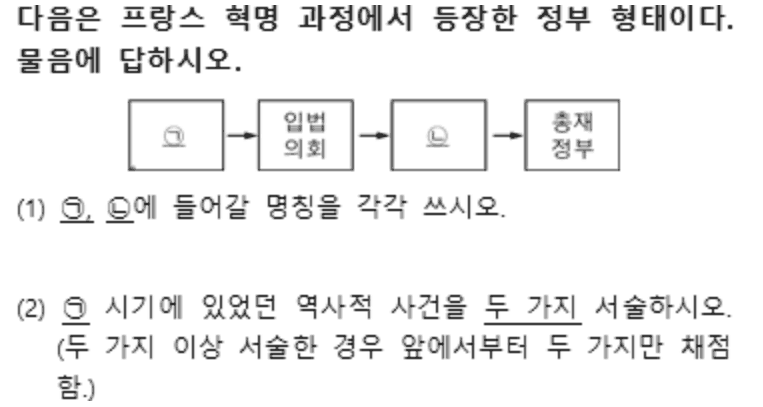 다음은 프랑스 혁명 과정에서 등장한 정부 형태이다.
물음에 답하시오.
㉠ → 입법 의회 → ㉡ → 총재 정부
(1) ㉠, ㉡에 들어갈 명칭을 각각 쓰시오.
(2) ㉠ 시기에 있었던 역사적 사건을 두 가지 서술하시오.
(두 가지 이상 서술한 경우 앞에서부터 두 가지만 채점
함.)